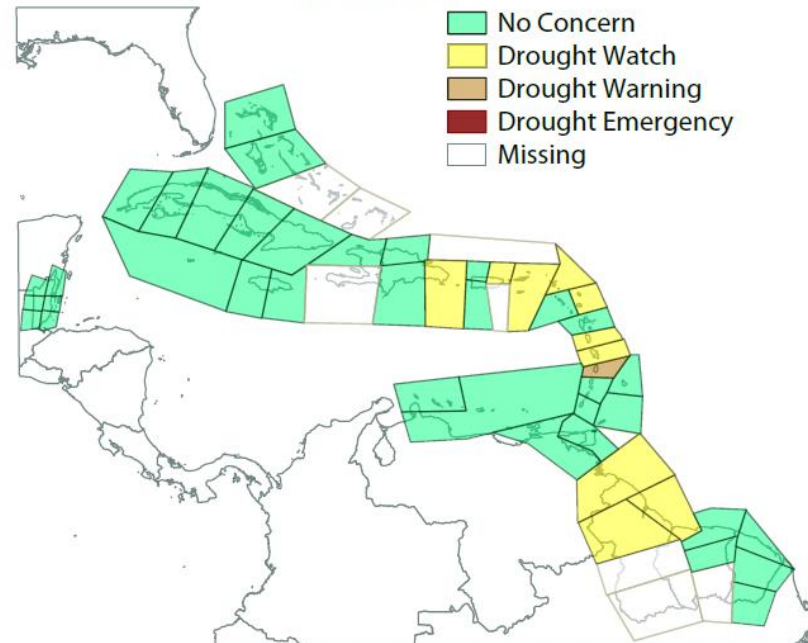 No Concern
Drought Watch
Drought Warning
Drought Emergency
Missing